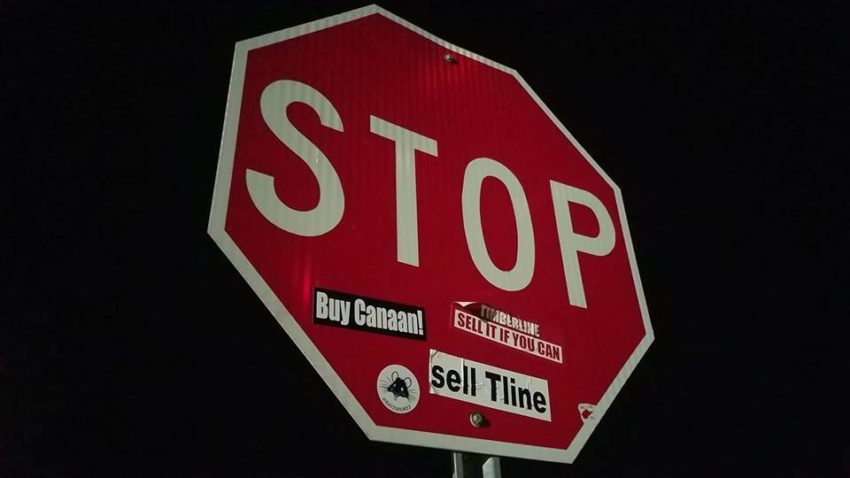 STOP
Buy Canaan!
TIMBERLINE
SELL IT IF YOU CAN
sell Tline